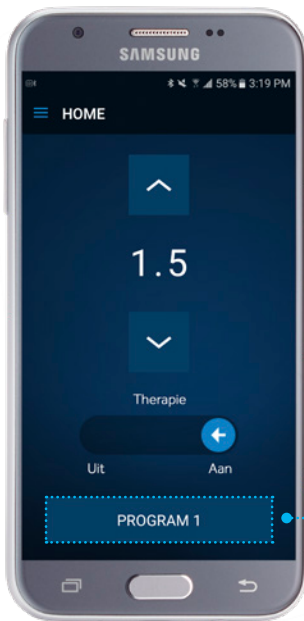 SAMSUNG
58% 3:19 PM
HOME
1.5
Therapie
Uit Aan
PROGRAM 1